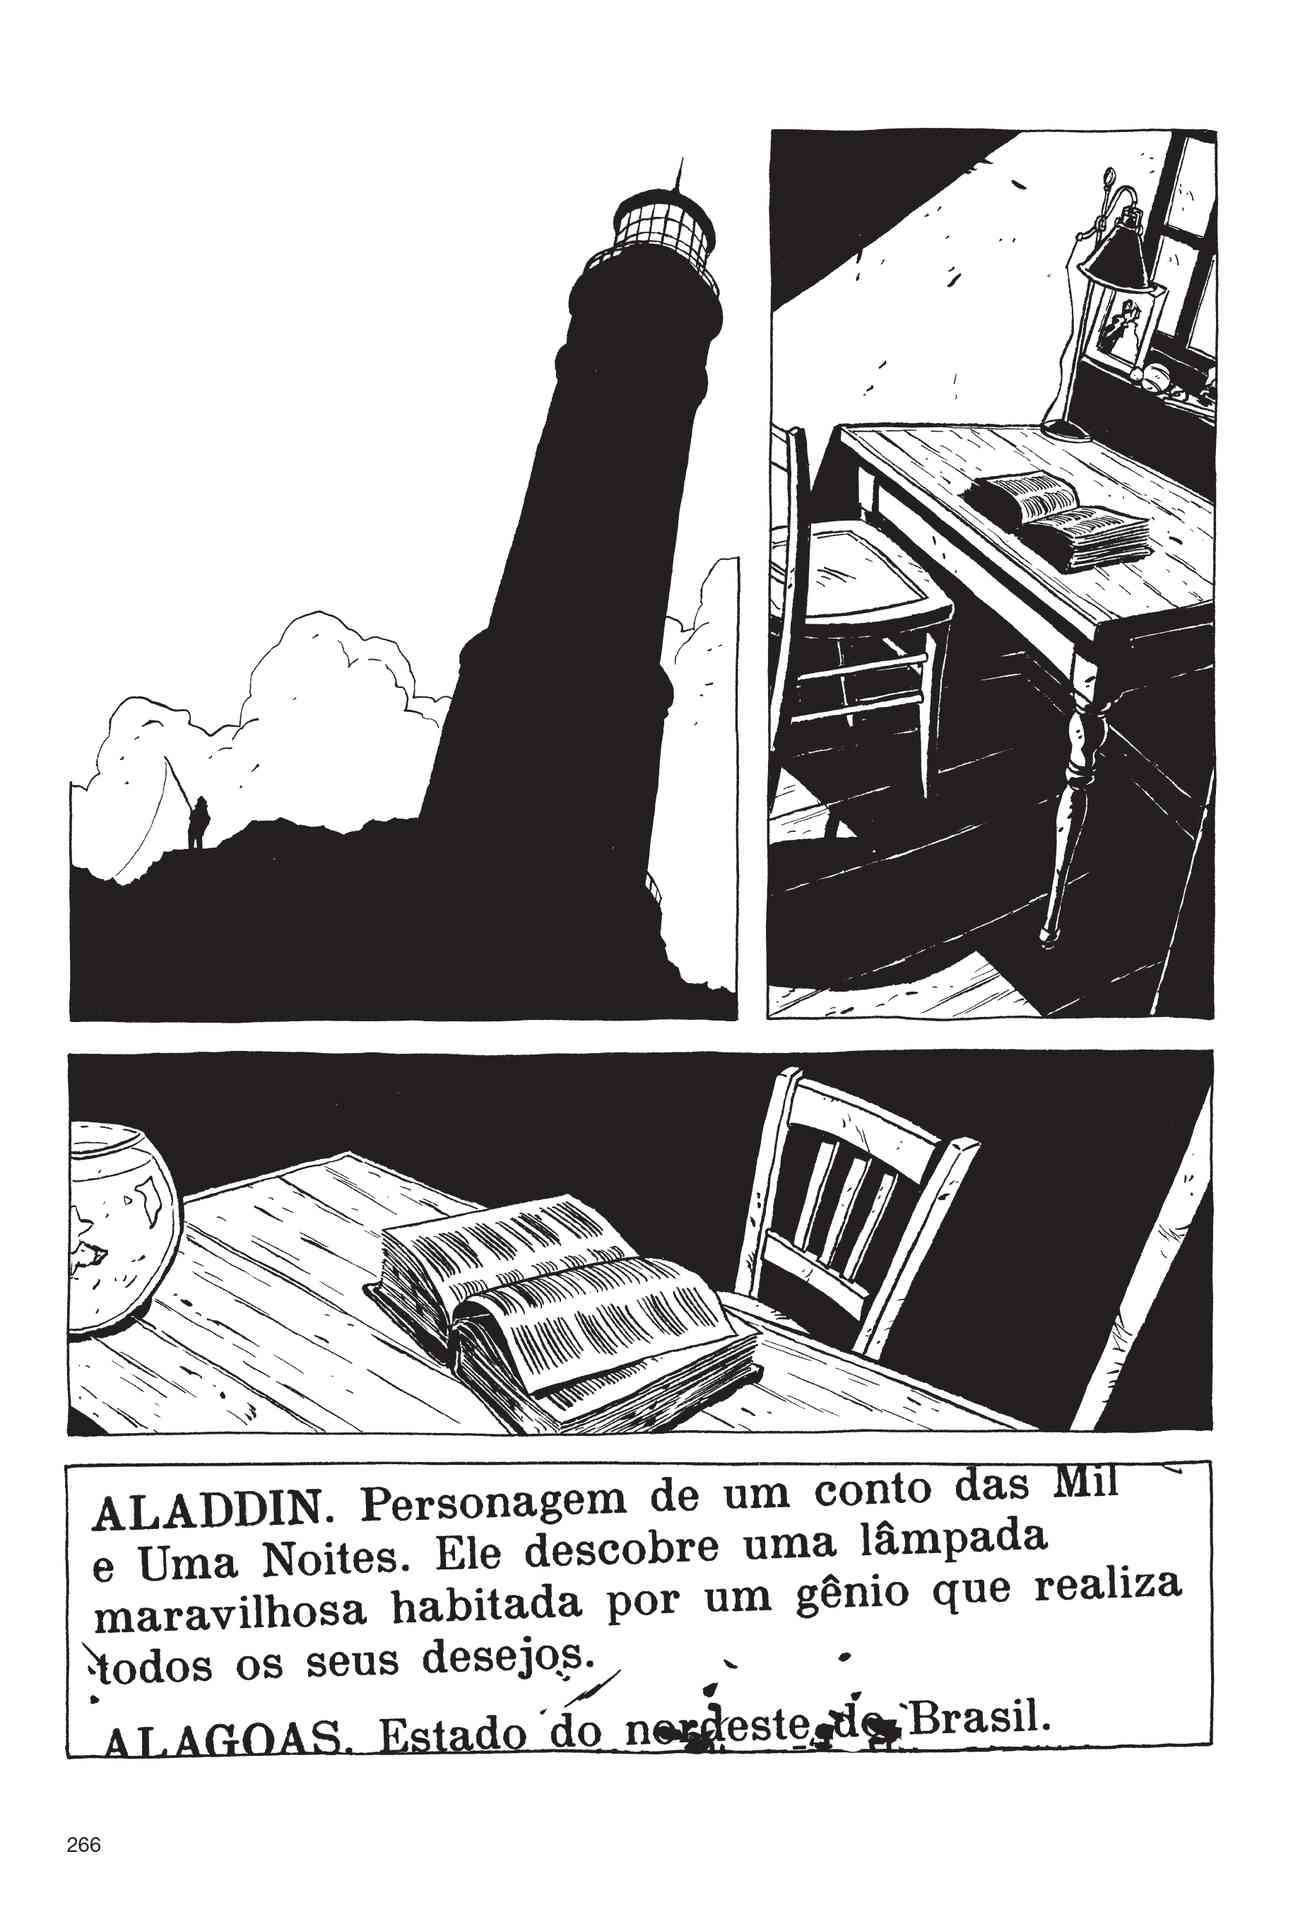 ALADDIN. Personagem de um conto das Mil
e Uma Noites. Ele descobre uma lâmpada
maravilhosa habitada por um gênio que realiza
todos os seus desejos.
ALAGOAS. Estado do nordeste do Brasil.
266